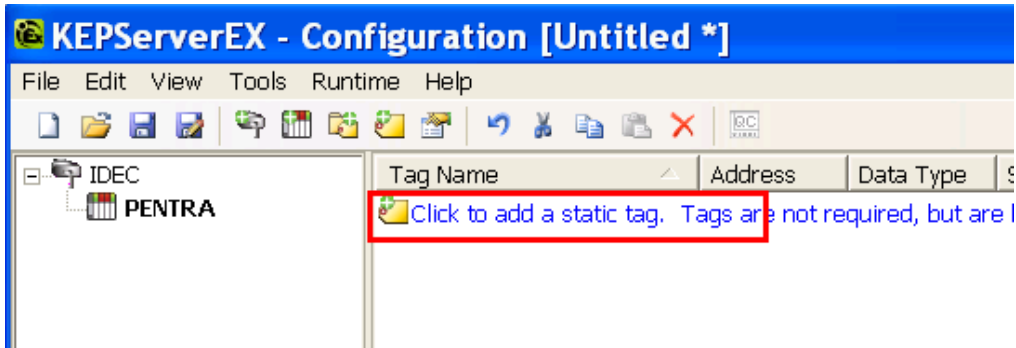 KEPServerEX - Configuration [Untitled *]
File Edit View Tools Runtime Help
IDEC
PENTRA
Tag Name Address Data Type
Click to add a static tag. Tags are not required, but are